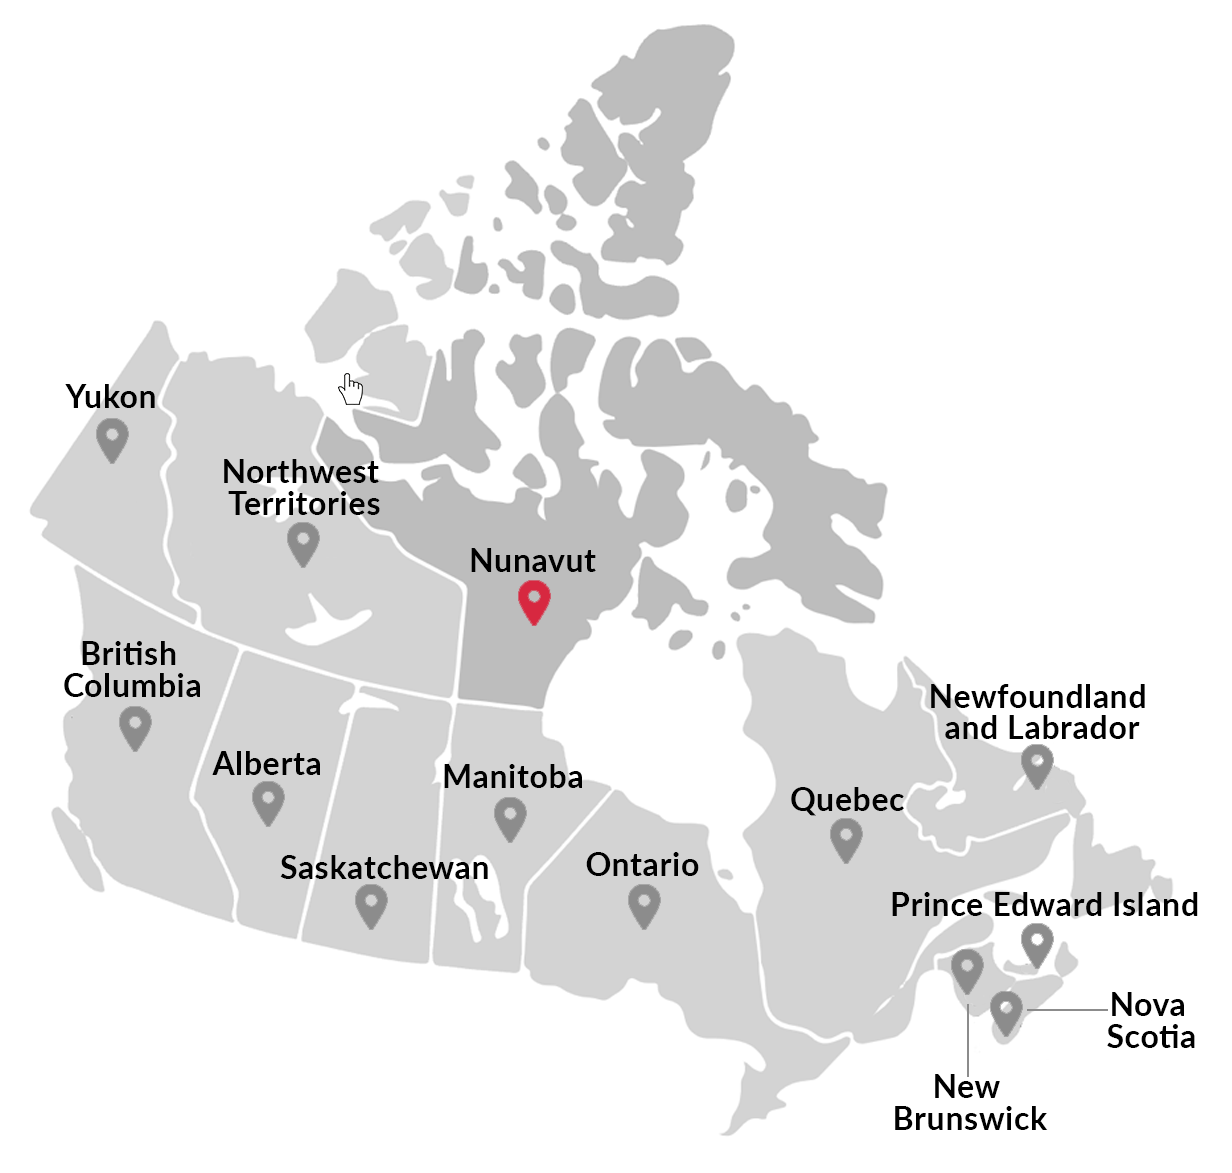 Yukon
Northwest
Territories
Nunavut
British
Columbia
Newfoundland
and Labrador
Alberta
Manitoba
Quebec
Saskatchewan
Ontario
Prince Edward Island
Nova
Scotia
New
Brunswick